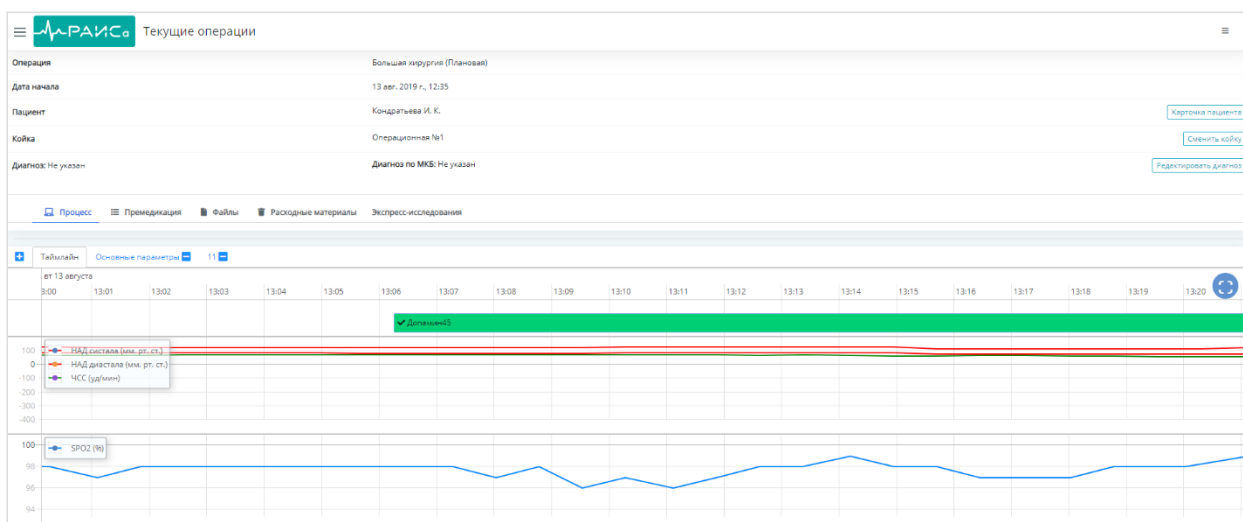 РАИСа Текущие операции
Операция Большая хирургия (Плановая)
Дата начала 13 авг. 2019 г., 12:35
Пациент Кондратьева И. К. Карточка пациента
Койка Операционная №1 Сменить койку
Диагноз: Не указан Диагноз по МКБ: Не указан Редактировать диагноз
Процесс Премедикация Файлы Расходные материалы Экспресс-исследования
Таймлайн Основные параметры 11
вт 13 августа
3:00 13:01 13:02 13:03 13:04 13:05 13:06 13:07 13:08 13:09 13:10 13:11 13:12 13:13 13:14 13:15 13:16 13:17 13:18 13:19 13:20
Допамин45
100 НАД систала (мм. рт. ст.)
0 НАД диастала (мм. рт. ст.)
-100 ЧСС (уд/мин)
-200
-300
-400
100 SPO2 (%)
98
96
94